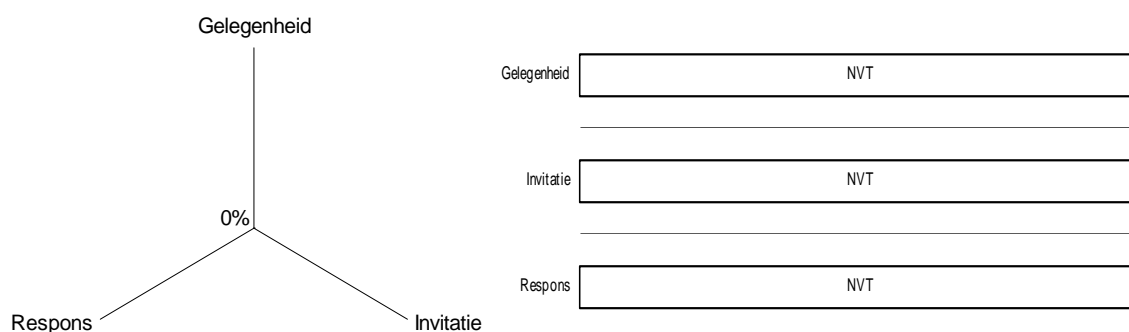 Gelegenheid
0%
Respons
Invitatie
Gelegenheid NVT
Invitatie NVT
Respons NVT